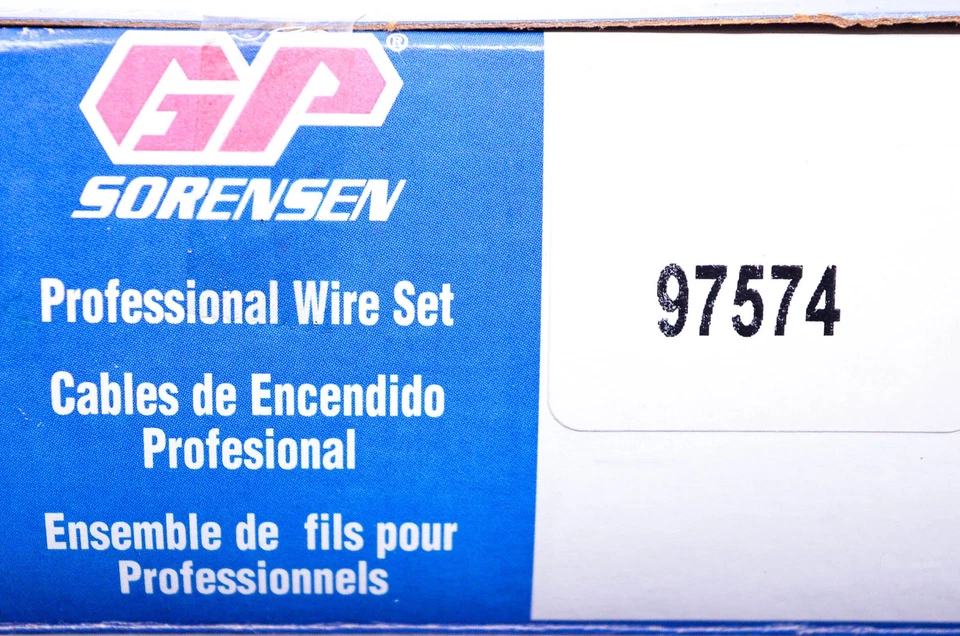 GP®
SORENSEN
Professional Wire Set
Cables de Encendido
Profesional
Ensemble de fils pour
Professionnels
97574